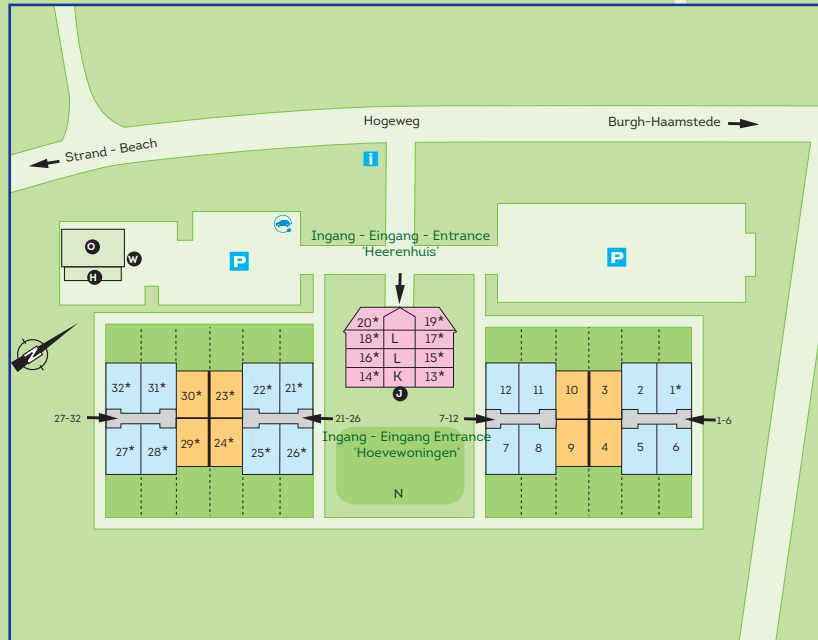 Hogeweg
Burgh-Haamstede
Strand - Beach
i
Ingang - Eingang - Entrance
'Heerenhuis'
O
W
H
P
P
N
20* 19*
18* L 17*
16* L 15*
14* K 13*
J
32* 31* 30* 23* 22* 21*
27-32
21-26
27* 28* 29* 24* 25* 26*
12 11 10 3 2 1*
7-12
1-6
7 8 9 4 5 6
Ingang - Eingang Entrance
'Hoevewoningen'
N